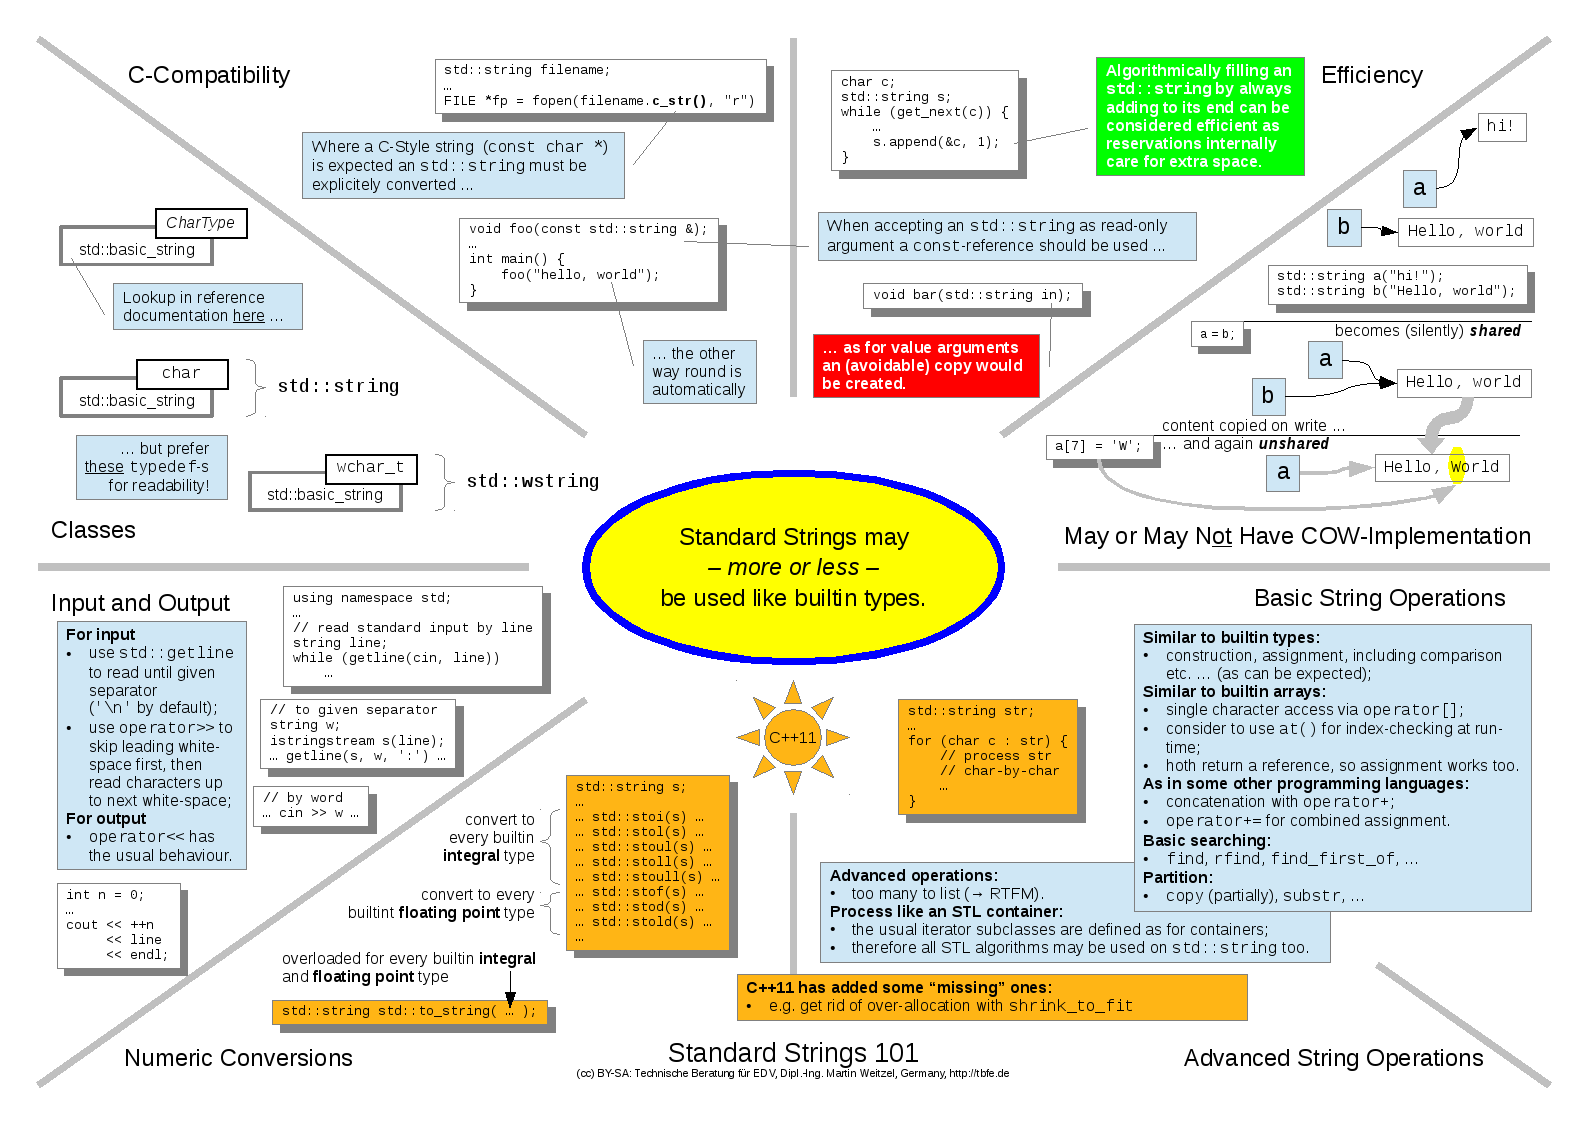 C-Compatibility
std::string filename;
…
FILE *fp = fopen(filename.c_str(), "r")
Where a C-Style string (const char *)
is expected an std::string must be
explicitely converted …
void foo(const std::string &);
…
int main() {
foo("hello, world");
}
… the other
way round is
automatically
Efficiency
char c;
std::string s;
while (get_next(c)) {
…
s.append(&c, 1);
}
Algorithmically filling an
std::string by always
adding to its end can be
considered efficient as
reservations internally
care for extra space.
When accepting an std::string as read-only
argument a const-reference should be used …
void bar(std::string in);
… as for value arguments
an (avoidable) copy would
be created.
CharType
std::basic_string
Lookup in reference
documentation here …
char
std::basic_string
std::string
… but prefer
these typedef-s
for readability!
wchar_t
std::basic_string
std::wstring
Classes
hi!
a
b
Hello, world
std::string a("hi!");
std::string b("Hello, world");
a = b;
becomes (silently) shared
a
b
Hello, world
content copied on write …
a[7] = 'W';
… and again unshared
a
Hello, World
May or May Not Have COW-Implementation
Standard Strings may
– more or less –
be used like builtin types.
Input and Output
For input
• use std::getline
to read until given
separator
('\n' by default);
• use operator>> to
skip leading white-
space first, then
read characters up
to next white-space;
For output
• operator<< has
the usual behaviour.
using namespace std;
…
// read standard input by line
string line;
while (getline(cin, line))
…
// to given separator
string w;
istringstream s(line);
… getline(s, w, ':') …
// by word
… cin >> w …
int n = 0;
…
cout << ++n
<< line
<< endl;
C++11
std::string s;
…
… std::stoi(s) …
… std::stol(s) …
… std::stoul(s) …
… std::stoll(s) …
… std::stoull(s) …
… std::stof(s) …
… std::stod(s) …
… std::stold(s) …
…
convert to
every builtin
integral type
convert to every
builtint floating point type
overloaded for every builtin integral
and floating point type
std::string std::to_string( … );
Numeric Conversions
std::string str;
…
for (char c : str) {
// process str
// char-by-char
…
}
Basic String Operations
Similar to builtin types:
• construction, assignment, including comparison
etc. … (as can be expected);
Similar to builtin arrays:
• single character access via operator[];
• consider to use at() for index-checking at run-
time;
• hoth return a reference, so assignment works too.
As in some other programming languages:
• concatenation with operator+;
• operator+= for combined assignment.
Basic searching:
• find, rfind, find_first_of, …
Partition:
• copy (partially), substr, …
Advanced operations:
• too many to list (→ RTFM).
Process like an STL container:
• the usual iterator subclasses are defined as for containers;
• therefore all STL algorithms may be used on std::string too.
C++11 has added some “missing” ones:
• e.g. get rid of over-allocation with shrink_to_fit
Advanced String Operations
Standard Strings 101
(cc) BY-SA: Technische Beratung für EDV, Dipl.-Ing. Martin Weitzel, Germany, http://tbfe.de